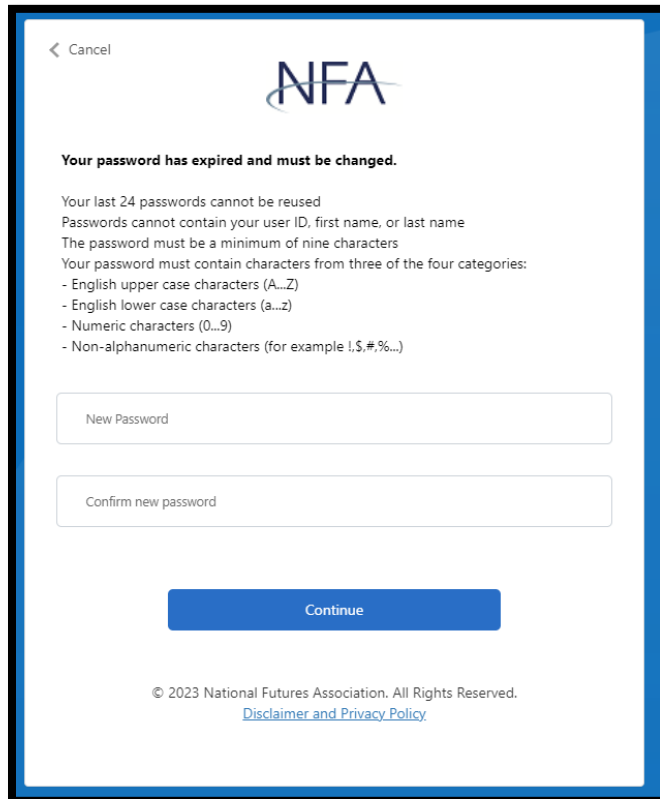 Cancel
NFA
Your password has expired and must be changed.
Your last 24 passwords cannot be reused
Passwords cannot contain your user ID, first name, or last name
The password must be a minimum of nine characters
Your password must contain characters from three of the four categories:
- English upper case characters (A...Z)
- English lower case characters (a...z)
- Numeric characters (0...9)
- Non-alphanumeric characters (for example !,$,#,%...)
New Password
Confirm new password
Continue
© 2023 National Futures Association. All Rights Reserved.
Disclaimer and Privacy Policy